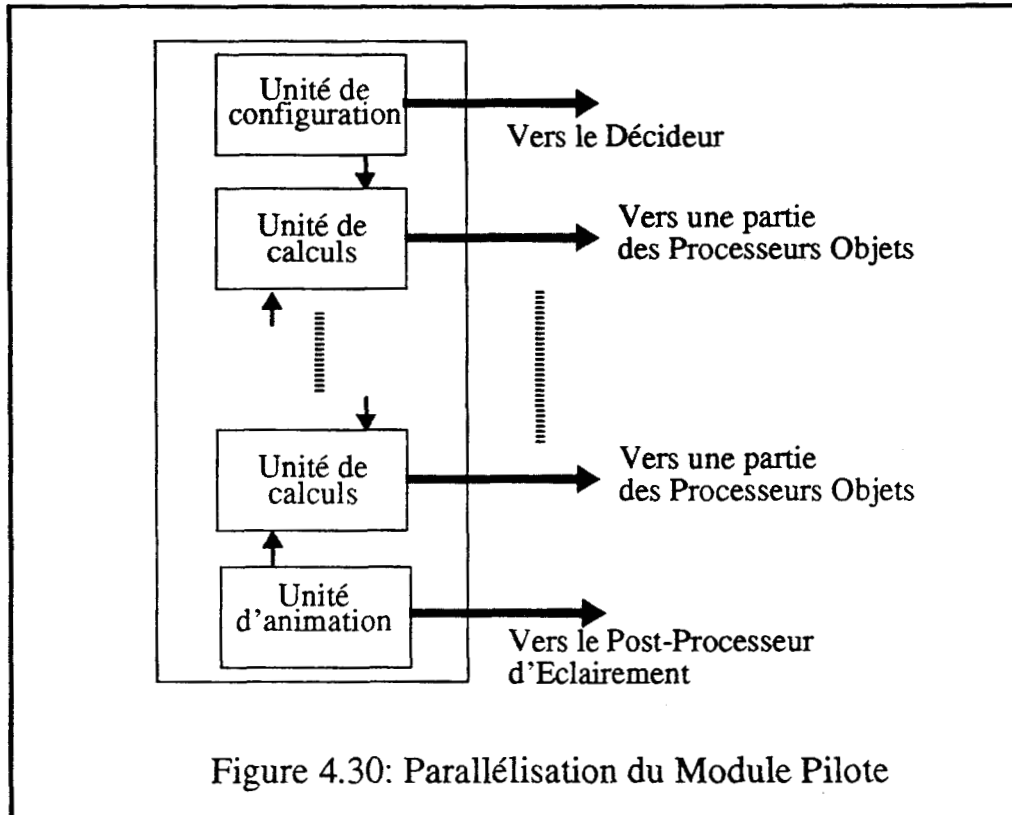 Unité de
configuration
Vers le Décideur
Unité de
calculs
Vers une partie
des Processeurs Objets
Unité de
calculs
Vers une partie
des Processeurs Objets
Unité
d'animation
Vers le Post-Processeur
d'Eclairement
Figure 4.30: Parallélisation du Module Pilote